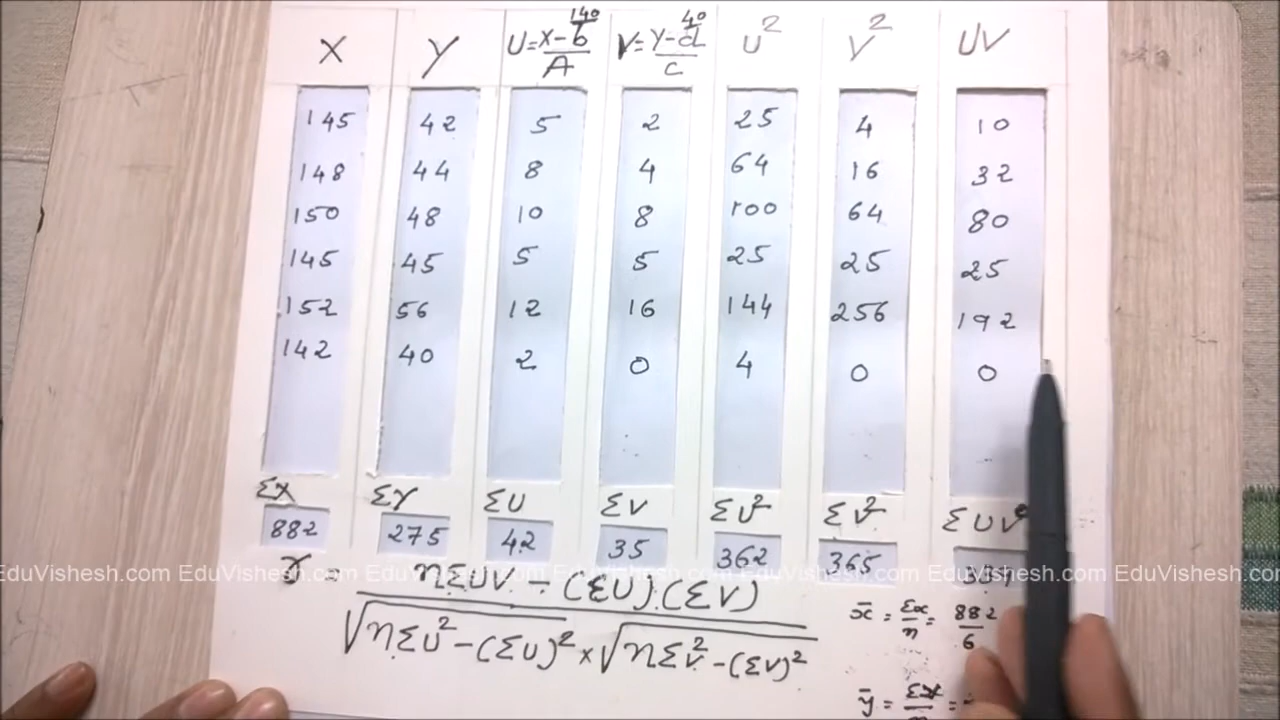 X Y U=X-b/A 140 V=Y-d/C 40 U² V² UV
145 42 5 2 25 4 10
148 44 8 4 64 16 32
150 48 10 8 100 64 80
145 45 5 5 25 25 25
152 56 12 16 144 256 192
142 40 2 0 4 0 0
ΣX ΣY ΣU ΣV ΣU² ΣV² ΣUV
882 275 42 35 362 365
EduVishesh.com EduVishesh.com EduVishesh.com EduVishesh.com EduVishesh.com EduVishesh.com EduVishesh.com
nΣUV - (ΣU).(ΣV)
√nΣU² - (ΣU)² × √nΣV² - (ΣV)²
x̄ = Σx/n = 882/6
ȳ = /n =